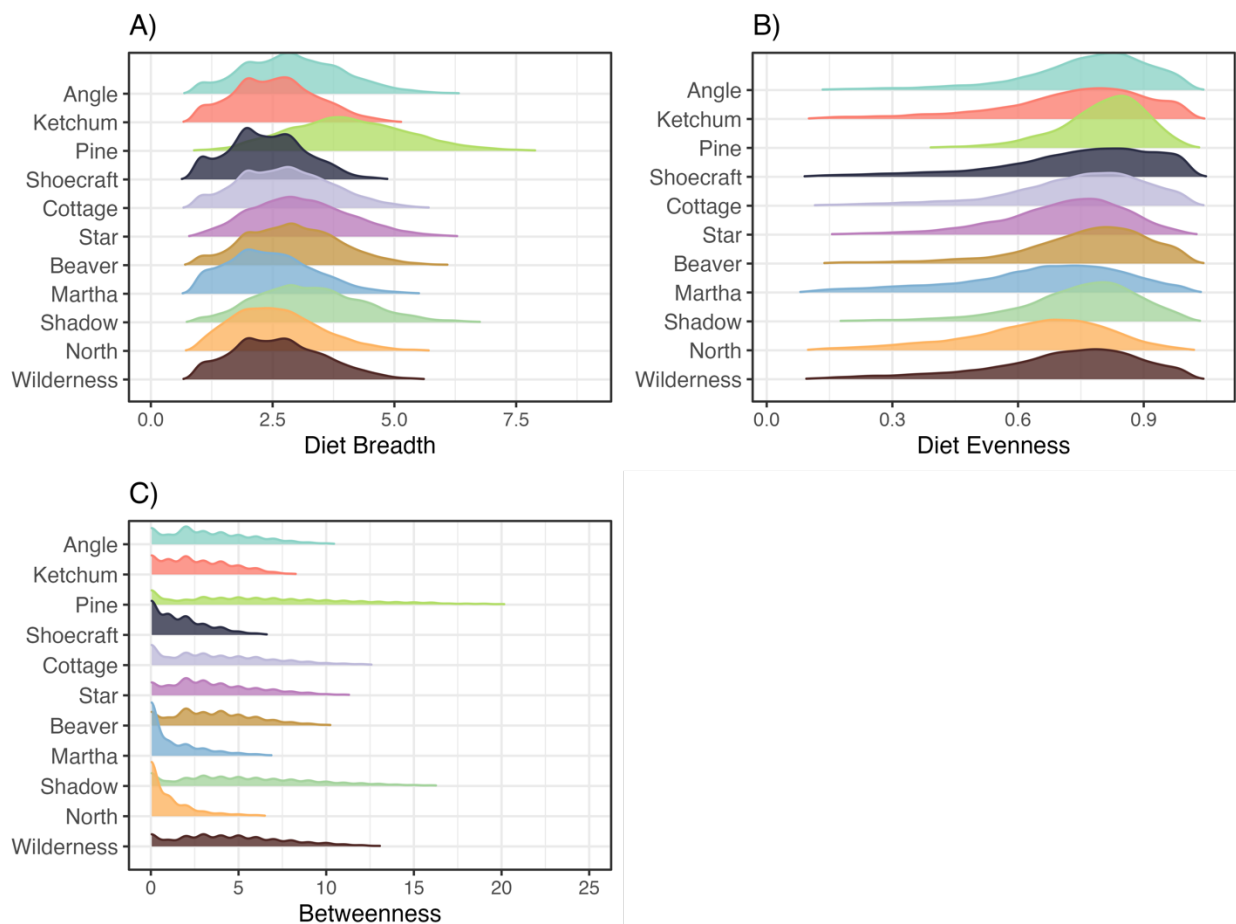 A)
Angle
Ketchum
Pine
Shoecraft
Cottage
Star
Beaver
Martha
Shadow
North
Wilderness
0.0 2.5 5.0 7.5
Diet Breadth
B)
Angle
Ketchum
Pine
Shoecraft
Cottage
Star
Beaver
Martha
Shadow
North
Wilderness
0.0 0.3 0.6 0.9
Diet Evenness
C)
Angle
Ketchum
Pine
Shoecraft
Cottage
Star
Beaver
Martha
Shadow
North
Wilderness
0 5 10 15 20 25
Betweenness